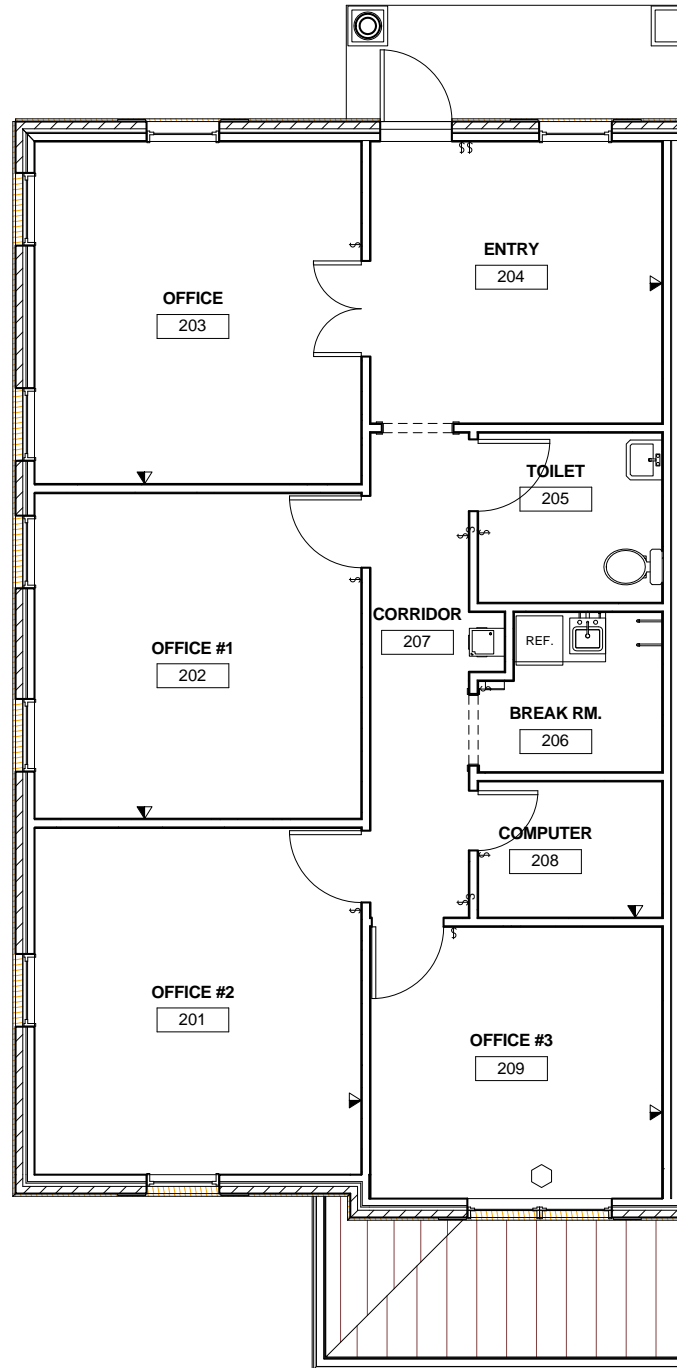 ENTRY
204
OFFICE
203
TOILET
205
CORRIDOR
207
REF.
OFFICE #1
202
BREAK RM.
206
COMPUTER
208
OFFICE #2
201
OFFICE #3
209